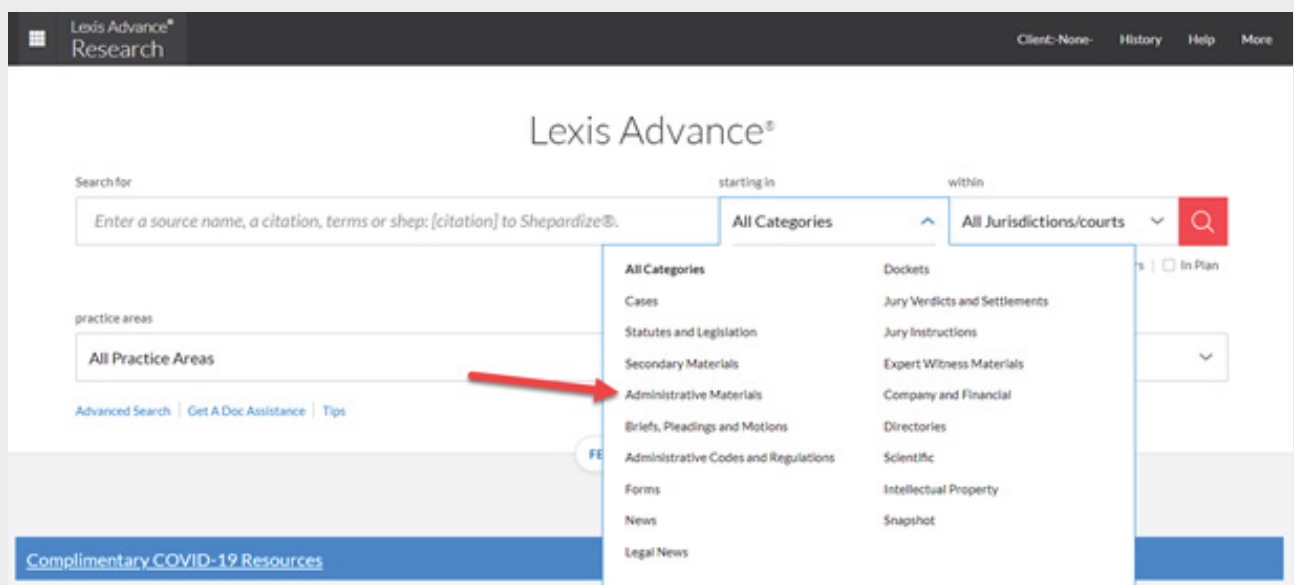 Lexis Advance®
Research
Client:-None- History Help More
Lexis Advance®
Search for
starting in
within
Enter a source name, a citation, terms or shep: [citation] to Shepardize®.
All Categories
All Jurisdictions/courts
In Plan
All Categories
Cases
Statutes and Legislation
Secondary Materials
Administrative Materials
Briefs, Pleadings and Motions
Administrative Codes and Regulations
Forms
News
Legal News
Dockets
Jury Verdicts and Settlements
Jury Instructions
Expert Witness Materials
Company and Financial
Directories
Scientific
Intellectual Property
Snapshot
practice areas
All Practice Areas
Advanced Search | Get A Doc Assistance | Tips
FE
Complimentary COVID-19 Resources